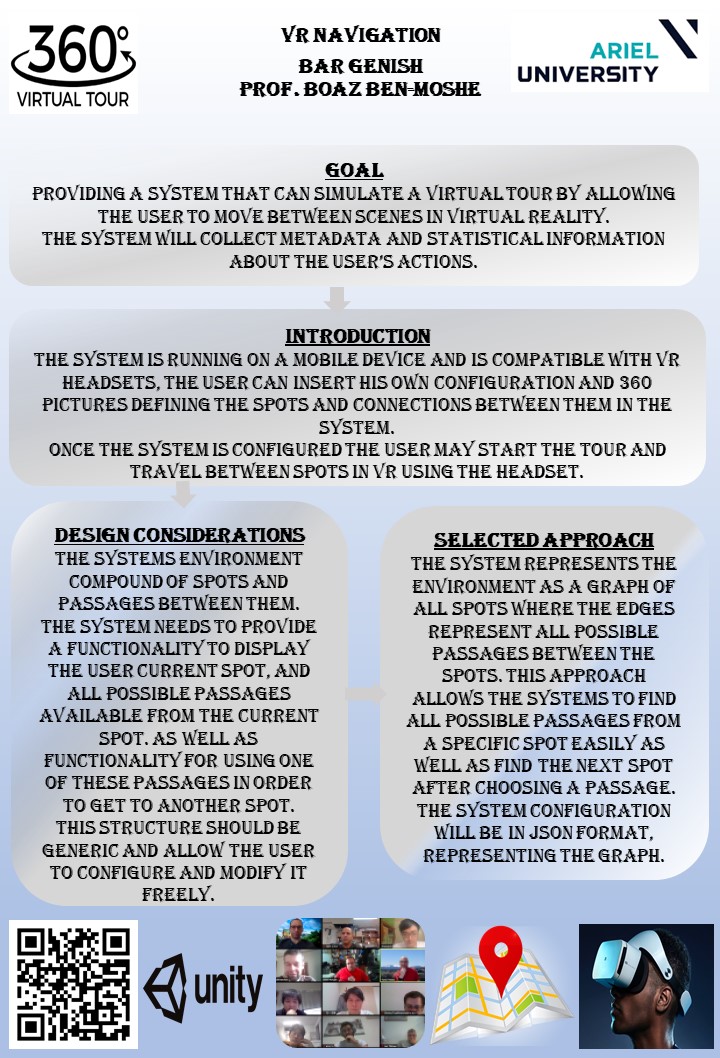 360°
VIRTUAL TOUR
VR NAVIGATION
BAR GENISH
PROF. BOAZ BEN-MOSHE
ARIEL
UNIVERSITY
GOAL
PROVIDING A SYSTEM THAT CAN SIMULATE A VIRTUAL TOUR BY ALLOWING
THE USER TO MOVE BETWEEN SCENES IN VIRTUAL REALITY.
THE SYSTEM WILL COLLECT METADATA AND STATISTICAL INFORMATION
ABOUT THE USER'S ACTIONS.
INTRODUCTION
THE SYSTEM IS RUNNING ON A MOBILE DEVICE AND IS COMPATIBLE WITH VR
HEADSETS, THE USER CAN INSERT HIS OWN CONFIGURATION AND 360
PICTURES DEFINING THE SPOTS AND CONNECTIONS BETWEEN THEM IN THE
SYSTEM.
ONCE THE SYSTEM IS CONFIGURED THE USER MAY START THE TOUR AND
TRAVEL BETWEEN SPOTS IN VR USING THE HEADSET.
DESIGN CONSIDERATIONS
THE SYSTEMS ENVIRONMENT
COMPOUND OF SPOTS AND
PASSAGES BETWEEN THEM.
THE SYSTEM NEEDS TO PROVIDE
A FUNCTIONALITY TO DISPLAY
THE USER CURRENT SPOT, AND
ALL POSSIBLE PASSAGES
AVAILABLE FROM THE CURRENT
SPOT. AS WELL AS
FUNCTIONALITY FOR USING ONE
OF THESE PASSAGES IN ORDER
TO GET TO ANOTHER SPOT.
THIS STRUCTURE SHOULD BE
GENERIC AND ALLOW THE USER
TO CONFIGURE AND MODIFY IT
FREELY.
SELECTED APPROACH
THE SYSTEM REPRESENTS THE
ENVIRONMENT AS A GRAPH OF
ALL SPOTS WHERE THE EDGES
REPRESENT ALL POSSIBLE
PASSAGES BETWEEN THE
SPOTS. THIS APPROACH
ALLOWS THE SYSTEMS TO FIND
ALL POSSIBLE PASSAGES FROM
A SPECIFIC SPOT EASILY AS
WELL AS FIND THE NEXT SPOT
AFTER CHOOSING A PASSAGE.
THE SYSTEM CONFIGURATION
WILL BE IN JSON FORMAT,
REPRESENTING THE GRAPH.
unity